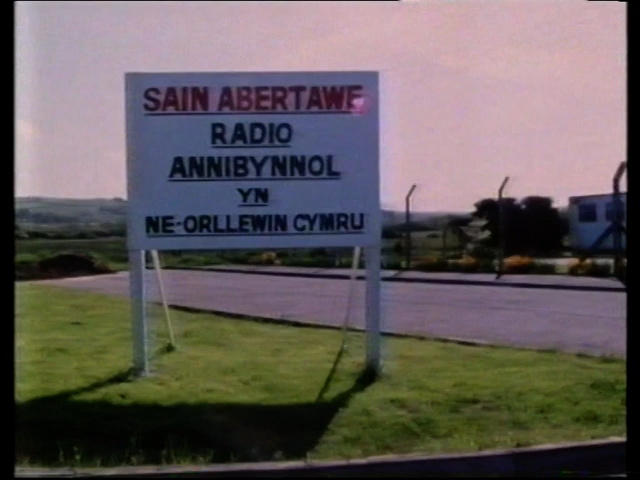 SAIN ABERTAWE
RADIO
ANNIBYNNOL
YN
NE-ORLLEWIN CYMRU